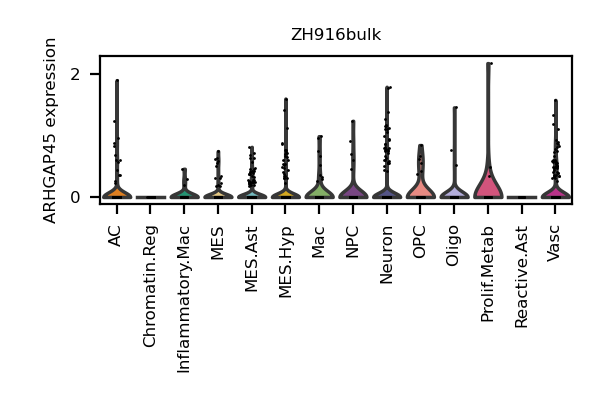 ZH916bulk
ARHGAP45 expression
2
0
AC
Chromatin.Reg
Inflammatory.Mac
MES
MES.Ast
MES.Hyp
Mac
NPC
Neuron
OPC
Oligo
Prolif.Metab
Reactive.Ast
Vasc